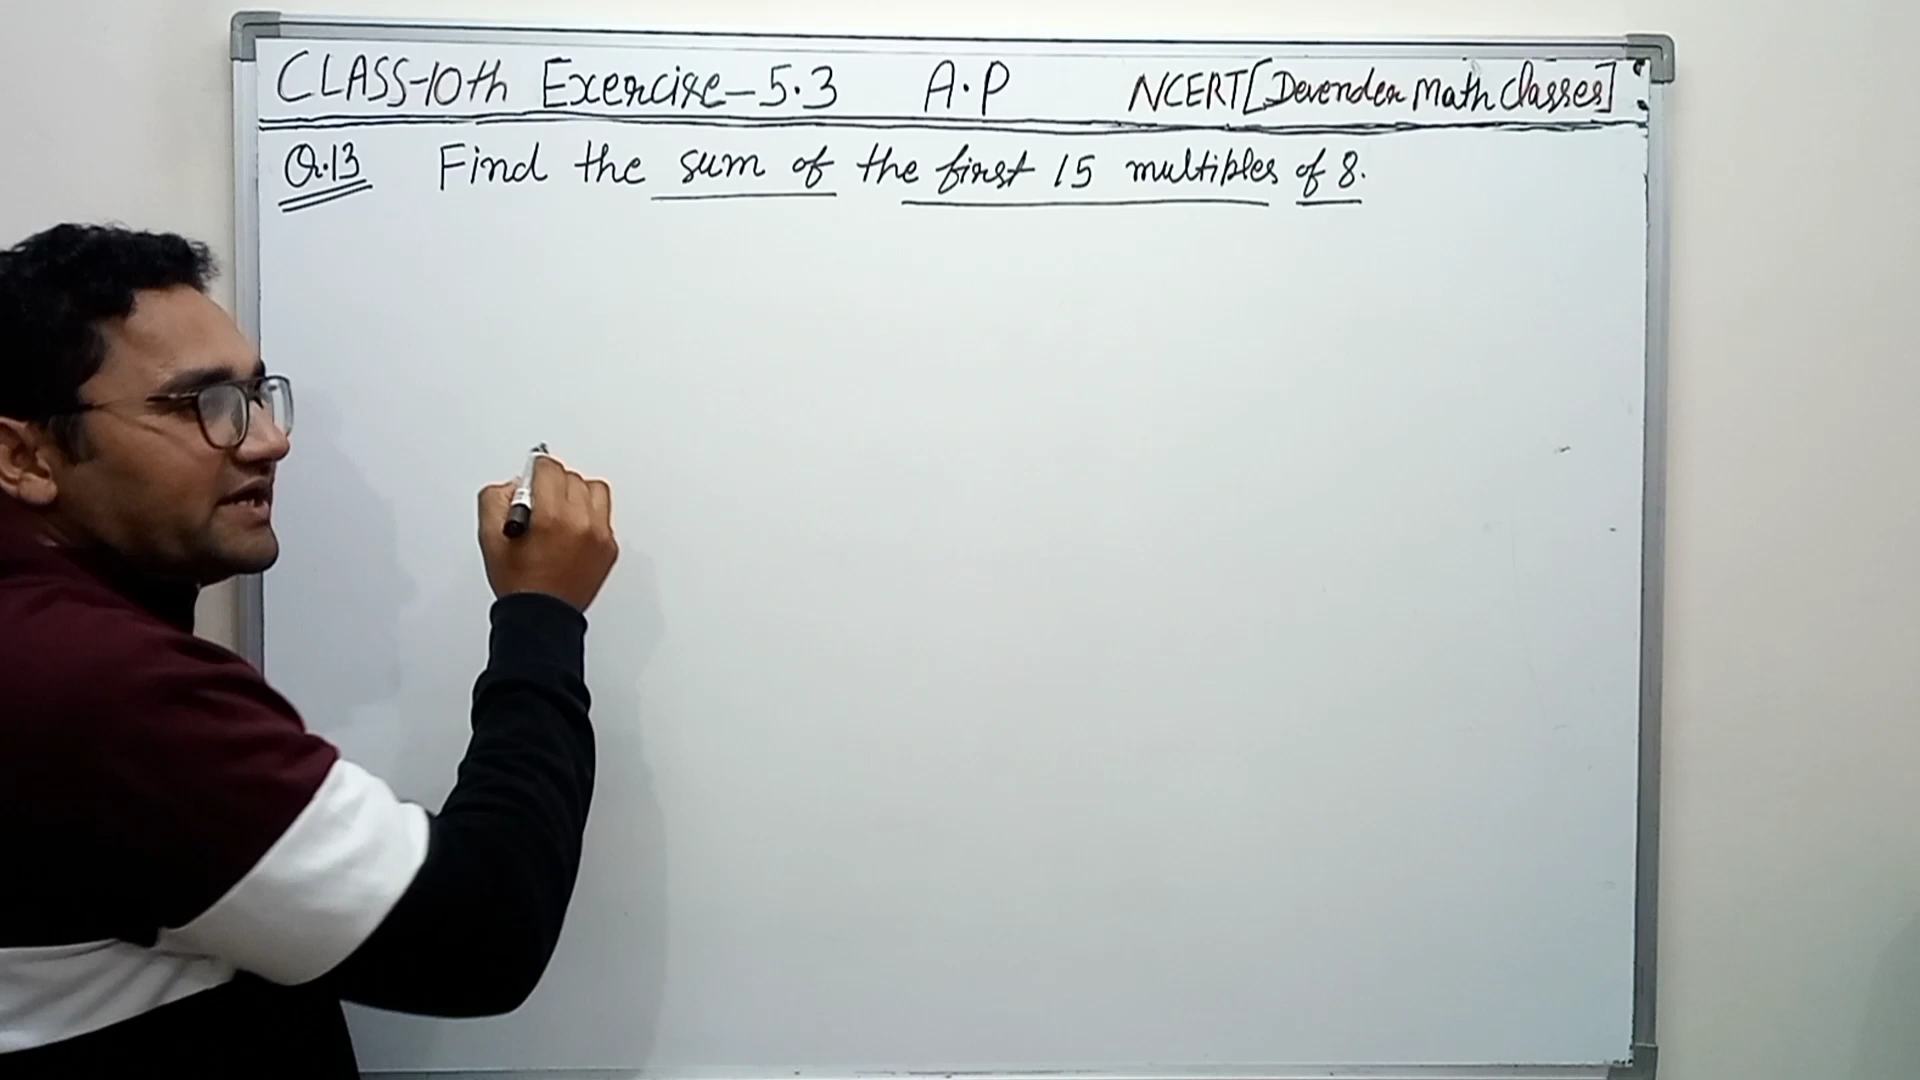 CLASS-10th Exercise-5.3 A.P NCERT[Devender Math Classes]
Q.13 Find the sum of the first 15 multiples of 8.